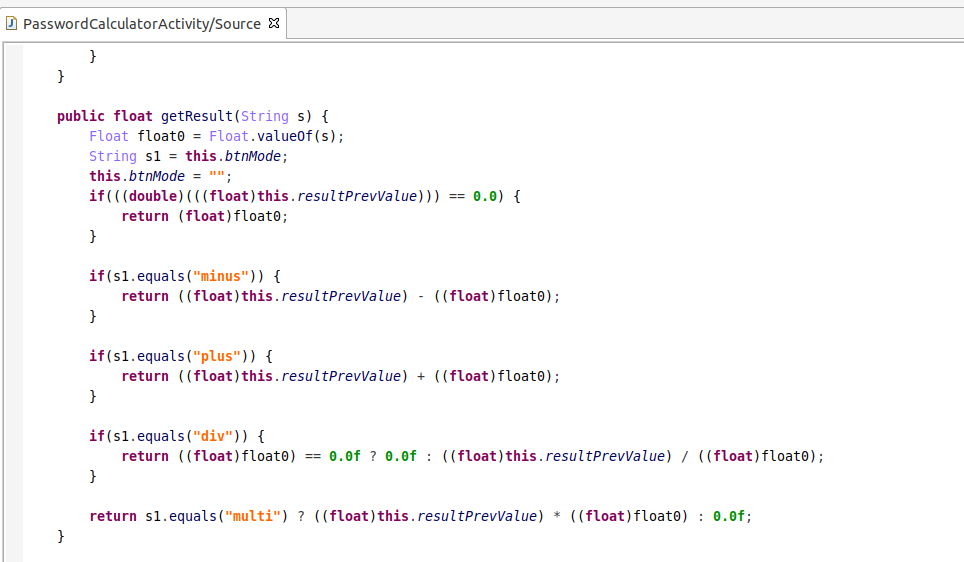 PasswordCalculatorActivity/Source
        }
    }
    public float getResult(String s) {
        Float float0 = Float.valueOf(s);
        String s1 = this.btnMode;
        this.btnMode = "";
        if(((double)(((float)this.resultPrevValue))) == 0.0) {
            return (float)float0;
        }
        if(s1.equals("minus")) {
            return ((float)this.resultPrevValue) - ((float)float0);
        }
        if(s1.equals("plus")) {
            return ((float)this.resultPrevValue) + ((float)float0);
        }
        if(s1.equals("div")) {
            return ((float)float0) == 0.0f ? 0.0f : ((float)this.resultPrevValue) / ((float)float0);
        }
        return s1.equals("multi") ? ((float)this.resultPrevValue) * ((float)float0) : 0.0f;
    }